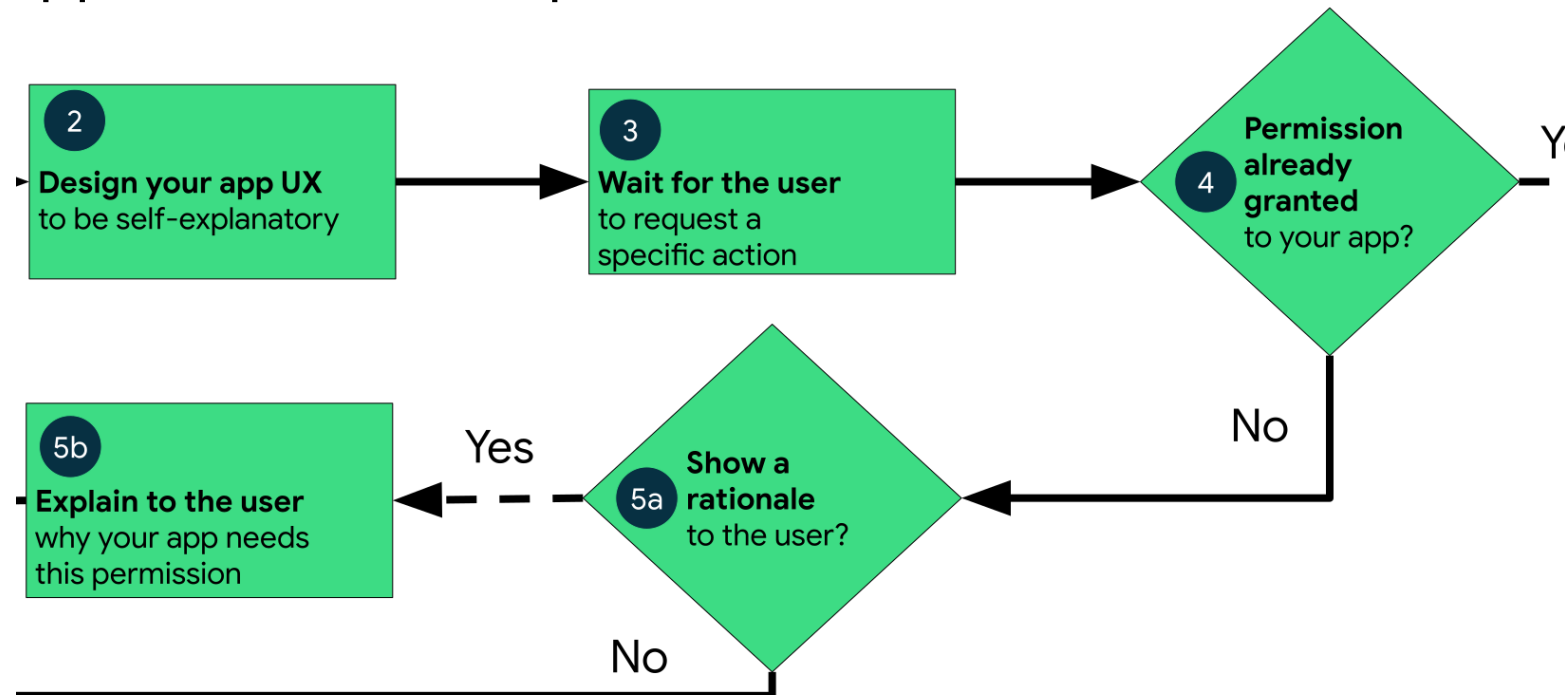 2
Design your app UX
to be self-explanatory
3
Wait for the user
to request a
specific action
4
Permission
already
granted
to your app?
No
5a
Show a
rationale
to the user?
Yes
5b
Explain to the user
why your app needs
this permission
No